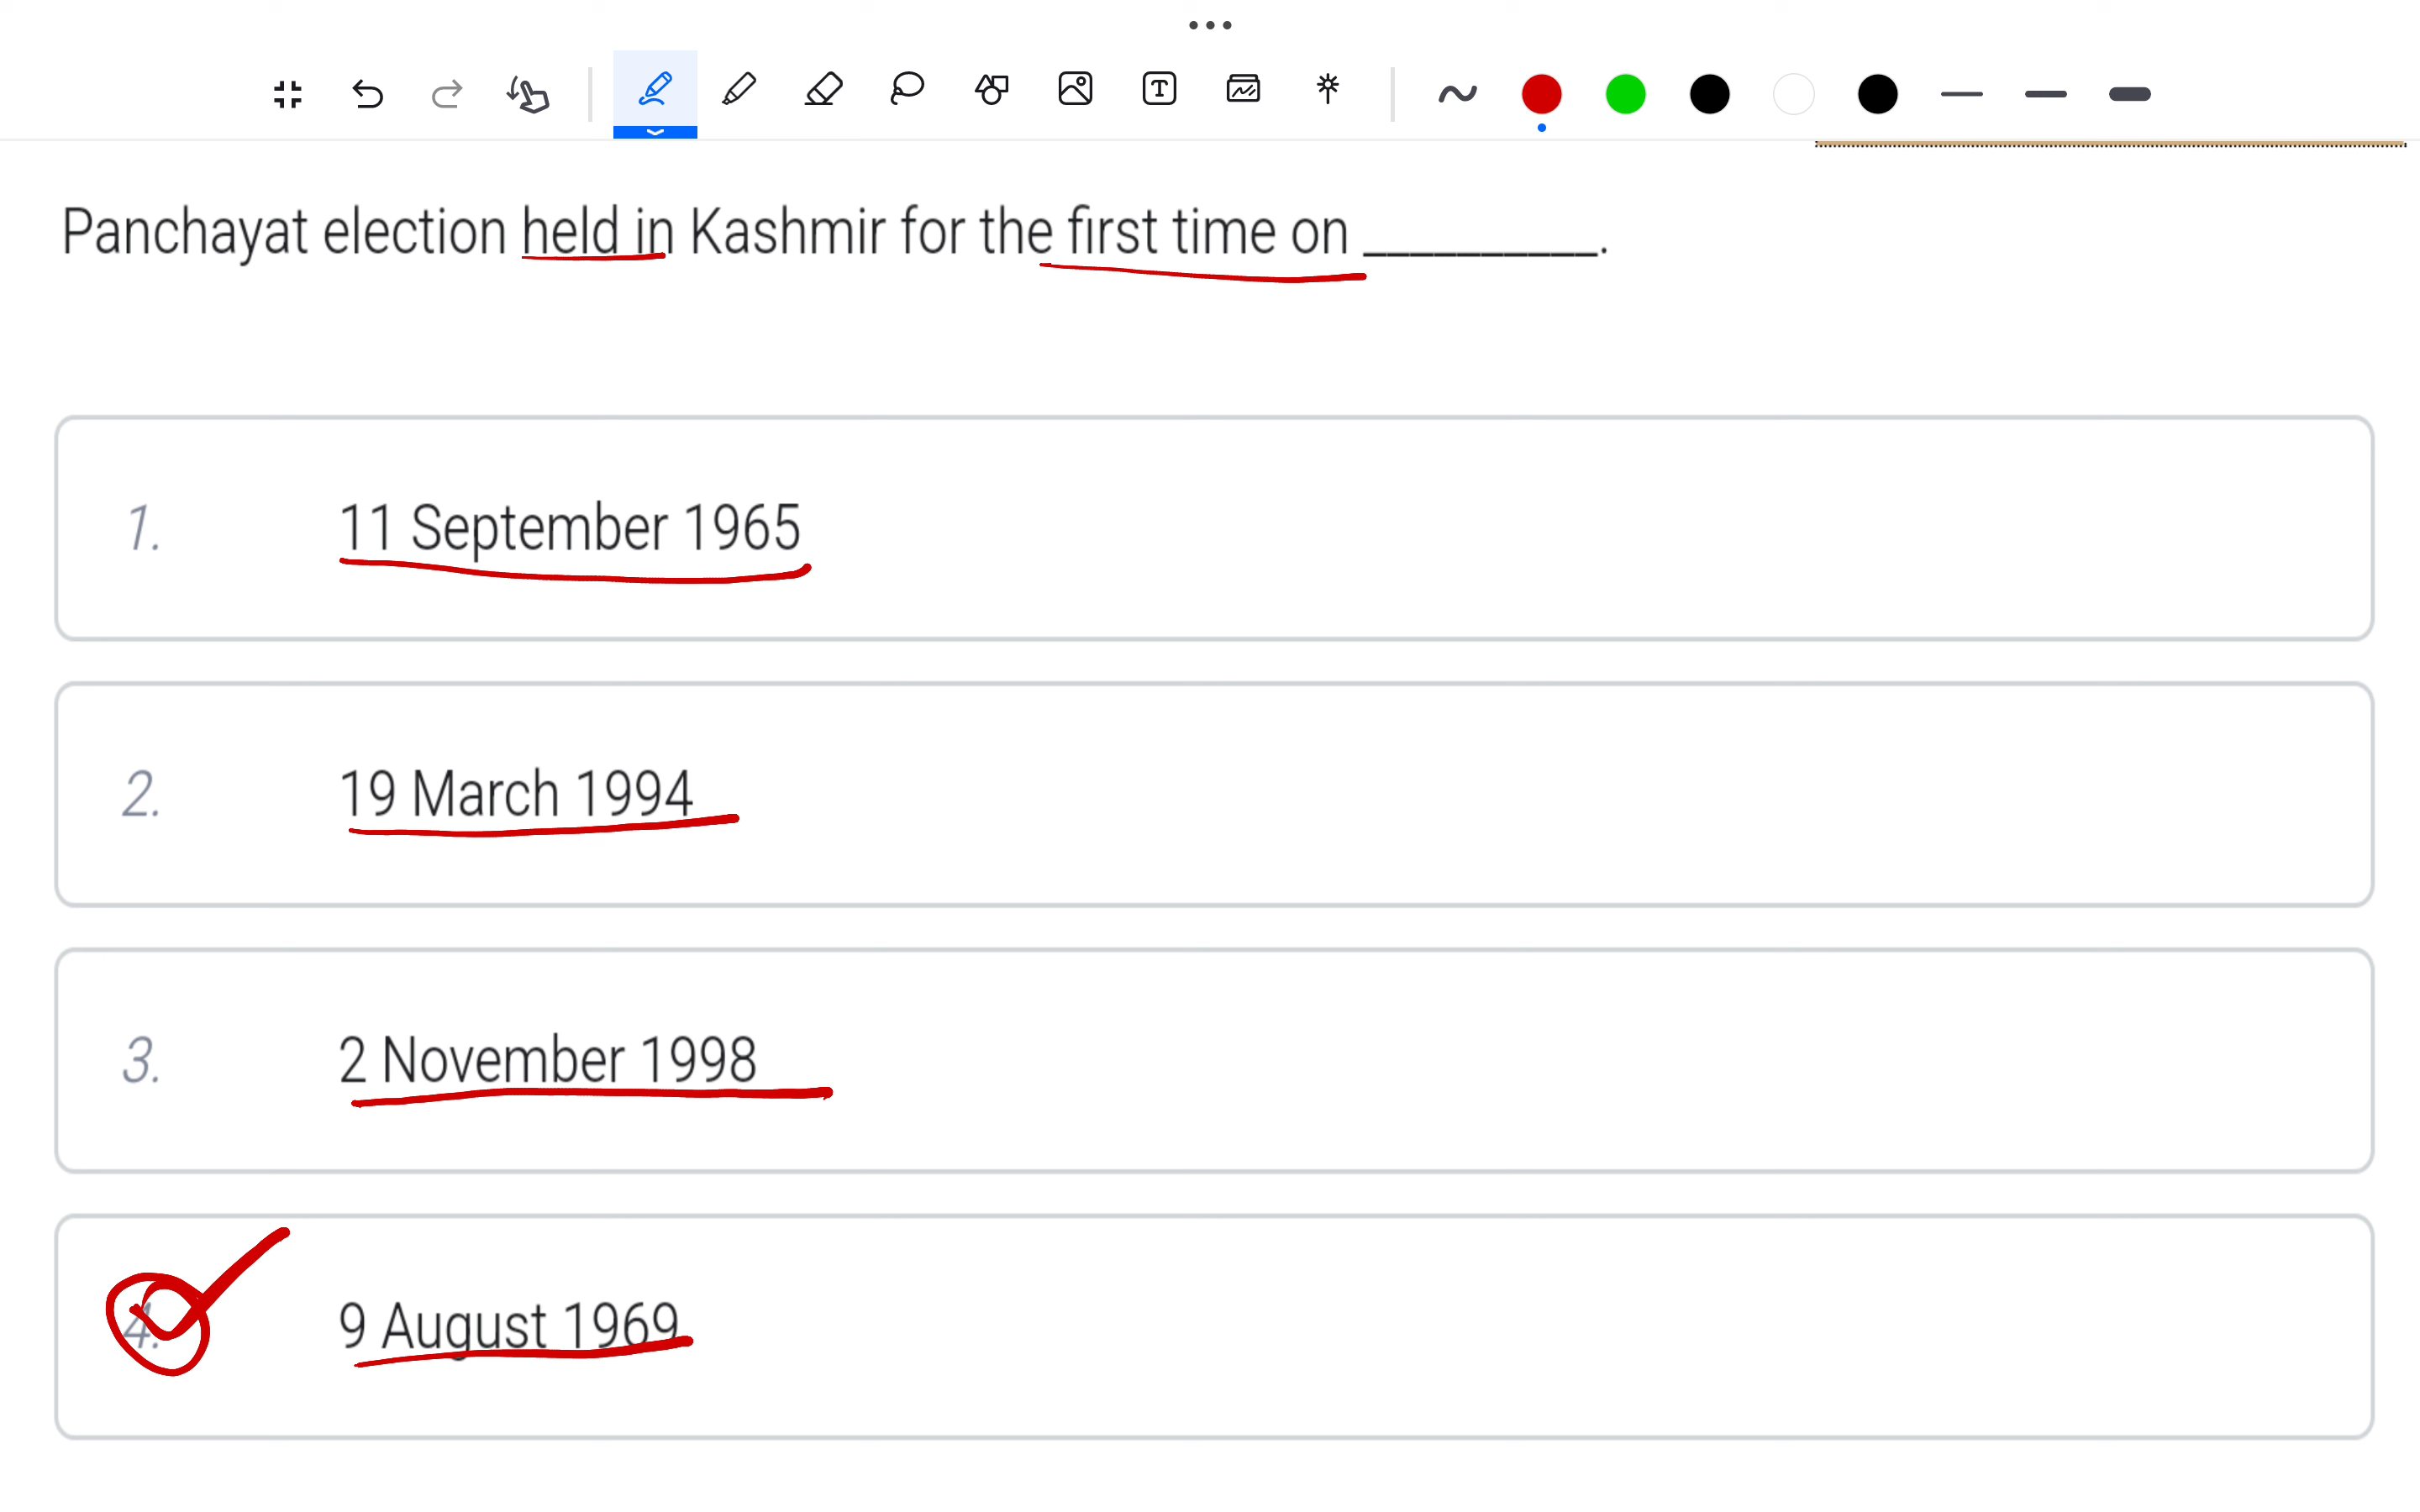 Panchayat election held in Kashmir for the first time on __________.
1. 11 September 1965
2. 19 March 1994
3. 2 November 1998
4. 9 August 1969